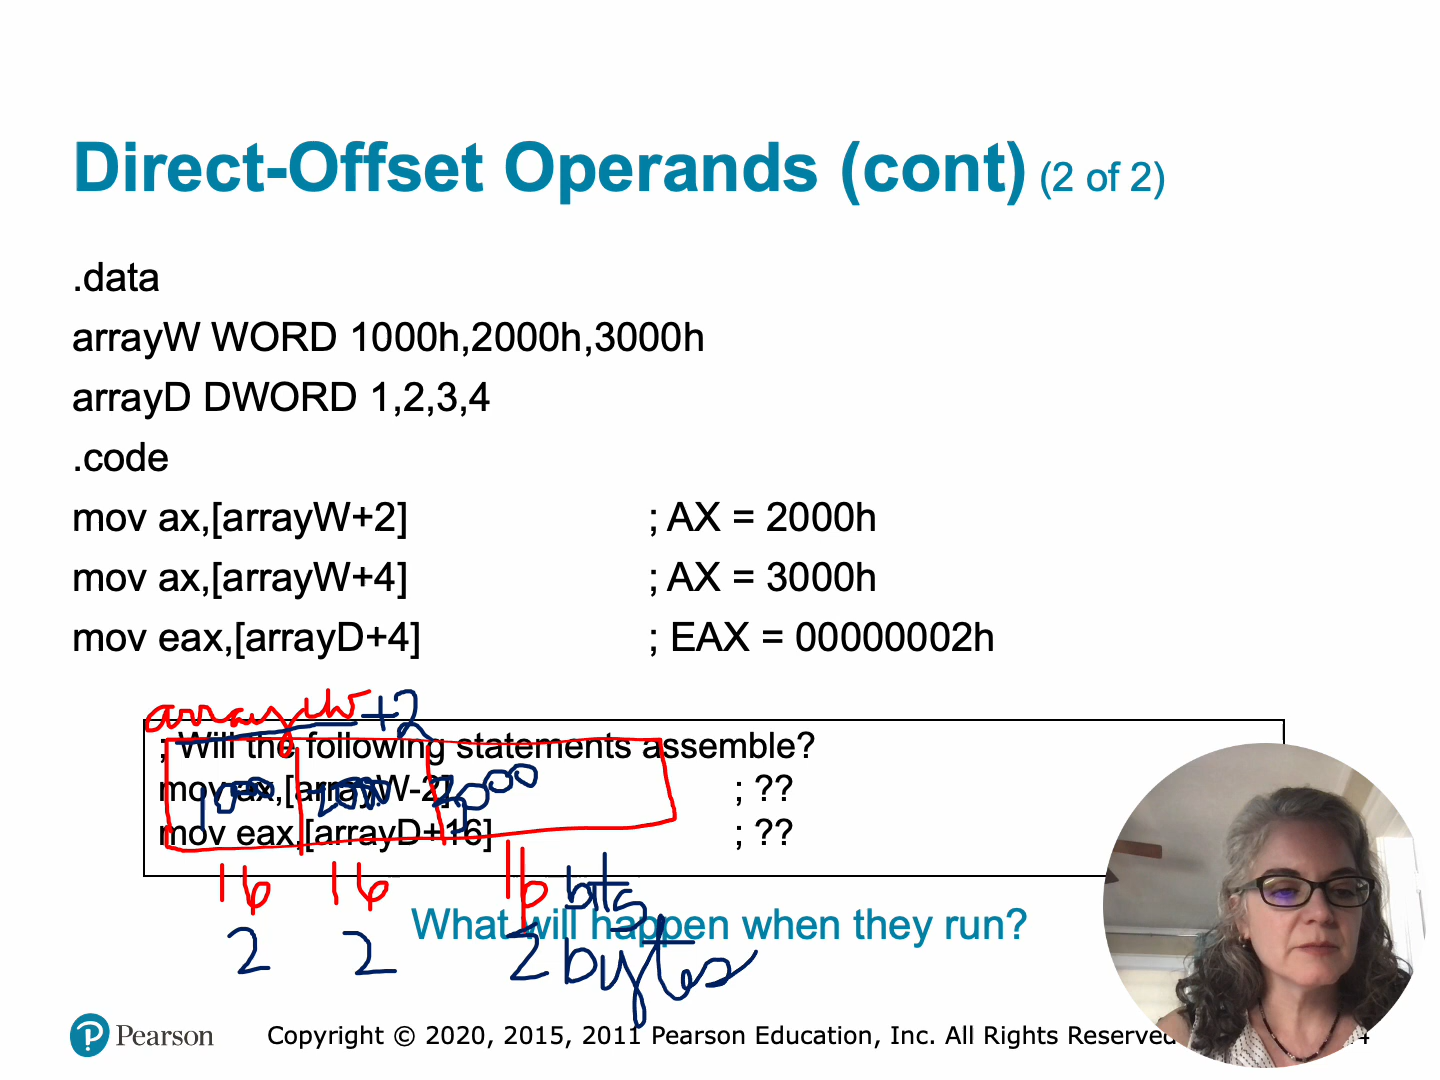 Direct-Offset Operands (cont) (2 of 2)
.data
arrayW WORD 1000h,2000h,3000h
arrayD DWORD 1,2,3,4
.code
mov ax,[arrayW+2] ; AX = 2000h
mov ax,[arrayW+4] ; AX = 3000h
mov eax,[arrayD+4] ; EAX = 00000002h
arrayW+2
; Will the following statements assemble?
mov ax,[arrayW-2] ; ??
1000 2000 3000
mov eax,[arrayD+16] ; ??
16 16 16 bits
What will happen when they run?
2 2 2 bytes
Pearson
Copyright © 2020, 2015, 2011 Pearson Education, Inc. All Rights Reserved